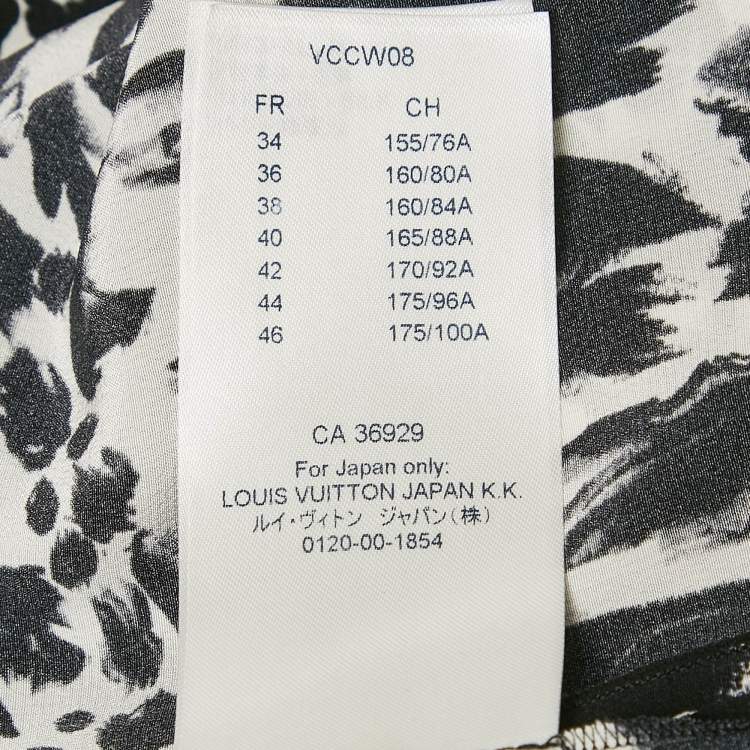 VCCW08
FR CH
34 155/76A
36 160/80A
38 160/84A
40 165/88A
42 170/92A
44 175/96A
46 175/100A
CA 36929
For Japan only:
LOUIS VUITTON JAPAN K.K.
ルイ・ヴィトン ジャパン(株)
0120-00-1854